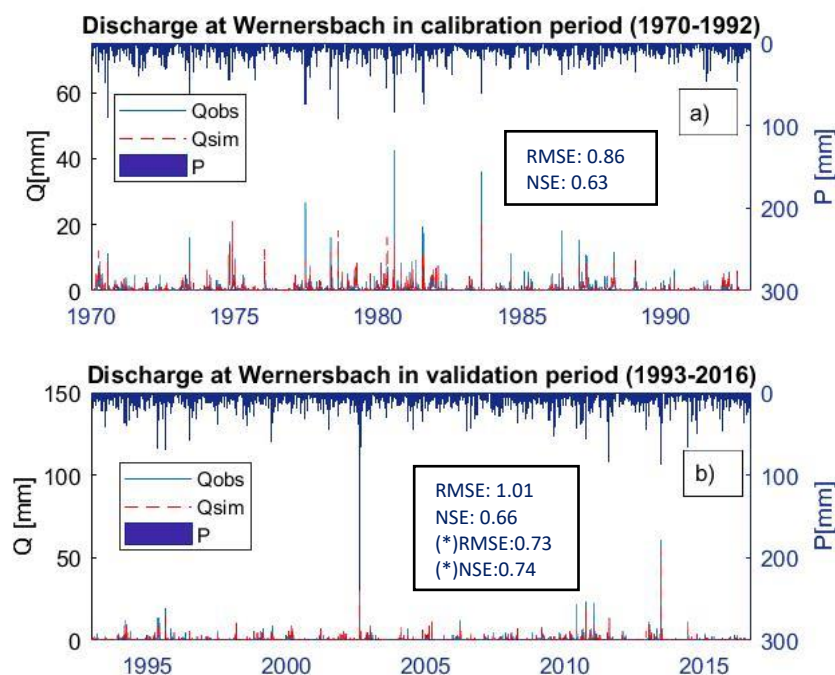 Discharge at Wernersbach in calibration period (1970-1992)
0
60
Qobs
a)
Qsim
100
P
RMSE: 0.86
NSE: 0.63
40
Q[mm]
P [mm]
200
20
0
300
1970
1975
1980
1985
1990
Discharge at Wernersbach in validation period (1993-2016)
150
0
Qobs
b)
Qsim
100
100
P
RMSE: 1.01
NSE: 0.66
(*)RMSE:0.73
(*)NSE:0.74
Q [mm]
P[mm]
50
200
0
300
1995
2000
2005
2010
2015